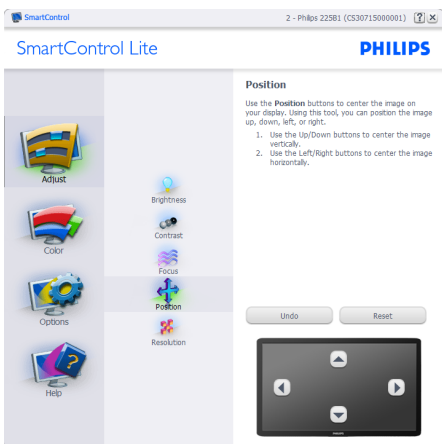 SmartControl
2 - Philips 225B1 (CS30715000001)
SmartControl Lite
PHILIPS
Position
Use the Position buttons to center the image on
your display. Using this tool, you can position the image
up, down, left, or right.
1. Use the Up/Down buttons to center the image
vertically.
2. Use the Left/Right buttons to center the image
horizontally.
Adjust
Color
Options
Help
Brightness
Contrast
Focus
Position
Resolution
Undo
Reset
PHILIPS